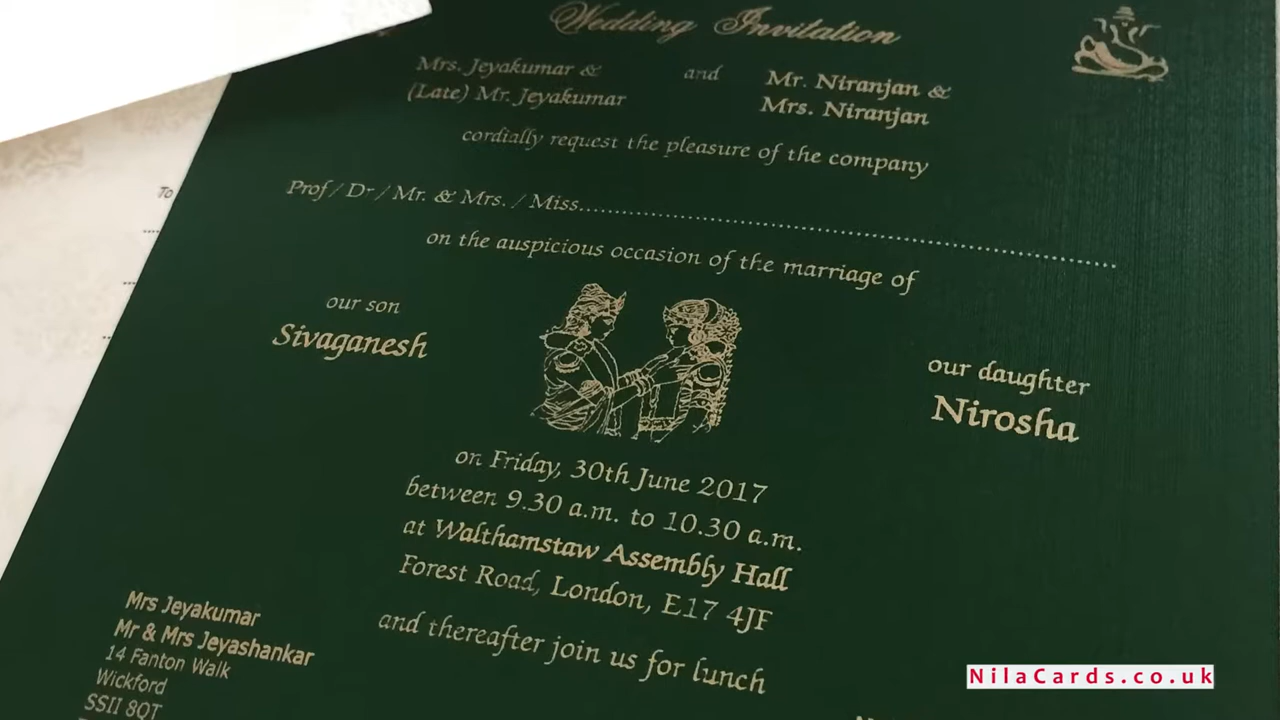 Wedding Invitation
Mrs. Jeyakumar &
(Late) Mr. Jeyakumar
and
Mr. Niranjan &
Mrs. Niranjan
cordially request the pleasure of the company
To
Prof / Dr / Mr. & Mrs. / Miss...............................................................................
on the auspicious occasion of the marriage of
our son
Sivaganesh
our daughter
Nirosha
on Friday, 30th June 2017
between 9.30 a.m. to 10.30 a.m.
at Walthamstaw Assembly Hall
Forest Road, London, E17 4JF
and thereafter join us for lunch
Mrs Jeyakumar
Mr & Mrs Jeyashankar
14 Fanton Walk
Wickford
SS11 8QT
NilaCards.co.uk